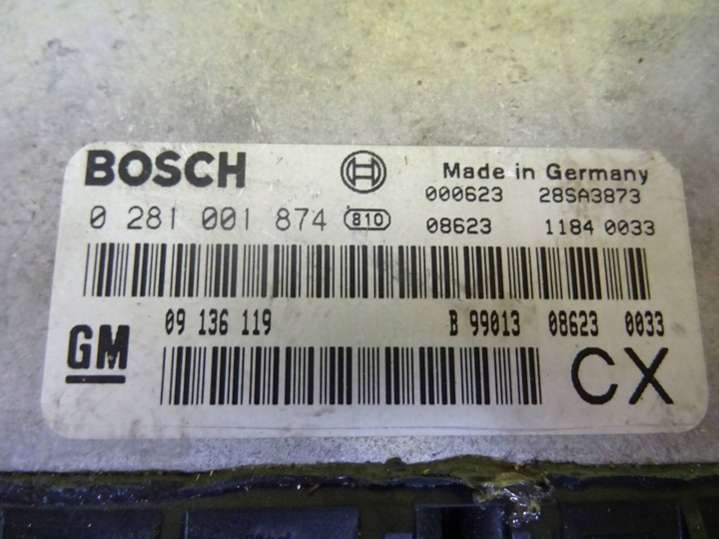 BOSCH Made in Germany
000623 28SA3873
0 281 001 874 810 08623 1184 0033
09 136 119 B 99013 08623 0033
GM CX